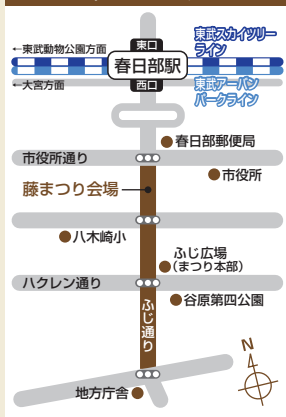 ←東武動物公園方面
東口
東武スカイツリー
ライン
春日部駅
←大宮方面
西口
東武アーバン
パークライン
春日部郵便局
市役所通り
市役所
藤まつり会場
八木崎小
ふじ広場
(まつり本部)
ハクレン通り
谷原第四公園
ふじ通り
N
地方庁舎